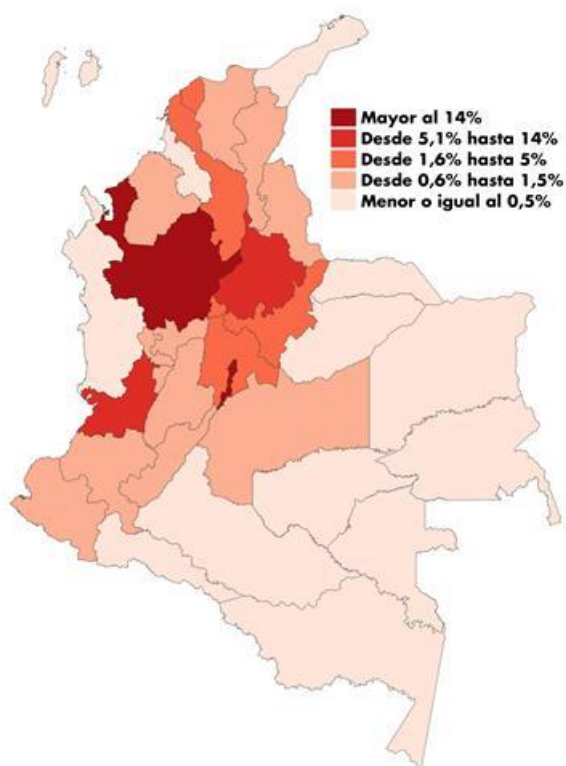 Mayor al 14%
Desde 5,1% hasta 14%
Desde 1,6% hasta 5%
Desde 0,6% hasta 1,5%
Menor o igual al 0,5%